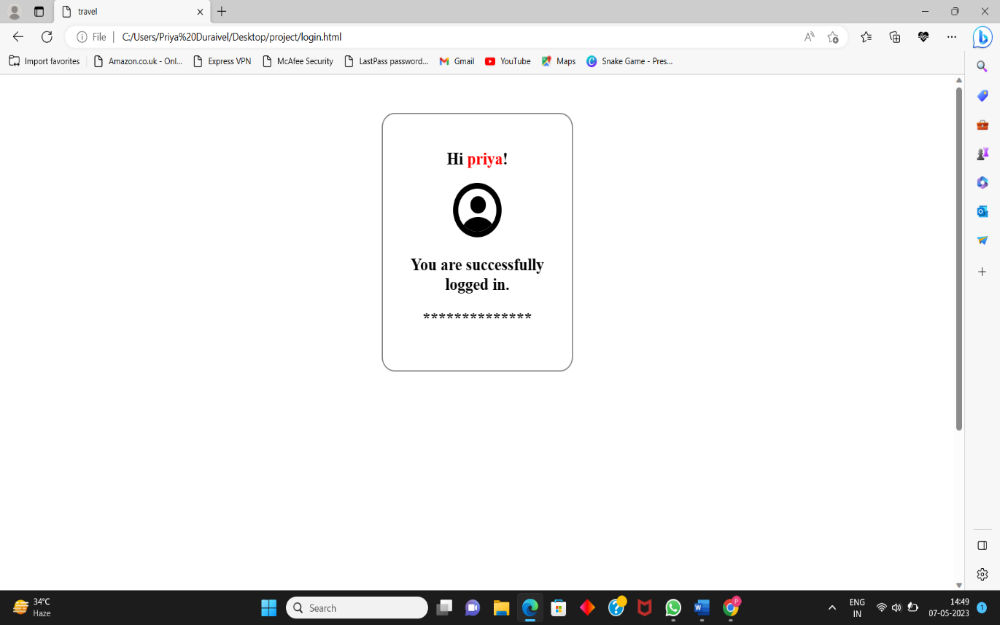 travel
File
C:/Users/Priya%20Duraivel/Desktop/project/login.html
Import favorites
Amazon.co.uk - Onl...
Express VPN
McAfee Security
LastPass password...
Gmail
YouTube
Maps
Snake Game - Pres...
Hi priya!
You are successfully
logged in.
**************
34°C
Haze
Search
ENG
IN
14:49
07-05-2023
1